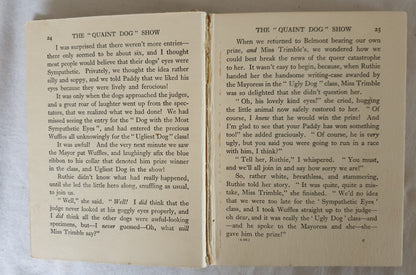 24
THE "QUAINT DOG" SHOW
I was surprised that there weren't more entries—
there only seemed to be about six, and I thought
most people would believe that their dogs' eyes were
Sympathetic. Privately, we thought the idea rather
silly and soppy, and we told Paddy that we liked his
eyes because they were lively and ferocious!
It was only when the dogs approached the judges,
and a great roar of laughter went up from the spec-
tators, that we realized what we had done! We had
missed seeing the entry for the "Dog with the Most
Sympathetic Eyes", and had entered the precious
Waffles all unknowingly for the "Ugliest Dog" class!
It was awful! And the very next minute we saw
the Mayor pat Waffles, and laughingly affix the blue
ribbon to his collar that denoted him prize winner
in the class, and Ugliest Dog in the show!
Ruthie didn't know what had really happened,
until she led the little hero along, snuffling as usual,
to join us.
"Well," she said. "Well! I did think that the
judge never looked at his goggly eyes properly, and
I did think all the other dogs were awful-looking
specimens, but—I never guessed—Oh, what will
Miss Trimble say?"
THE "QUAINT DOG" SHOW
25
When we returned to Belmont bearing our own
prize, and Miss Trimble's, we wondered how we
could best break the news of the queer catastrophe
to her. It wasn't easy to begin, because, when Ruthie
handed her the handsome writing-case awarded by
the Mayoress in the "Ugly Dog" class, Miss Trimble
was so delighted that she didn't wait to be told.
"Oh, his lovely kind eyes!" she cried, hugging
the little animal now safely restored to her. "Of
course, I knew that he would win the prize! And
I'm glad to see that your Paddy has won something
too!" she added graciously. "Of course, he is very
ugly, but you said you were going to run in a race
with him, didn't you?"
"Tell her, Ruthie," I whispered. "You must,
and we'll all join in and say how sorry we are!"
So, rather white, breathless, and stammering,
Ruthie told her story. "It was quite, quite a mis-
take, Miss Trimble," she finished. "We'd no idea
that we were too late for the 'Sympathetic Eyes'
class, and I took Waffles straight up to the judge—
oh dear, and it was really the 'Ugly Dog' class—and
—and he spoke to the Mayoress and she—she—
gave him the prize!"